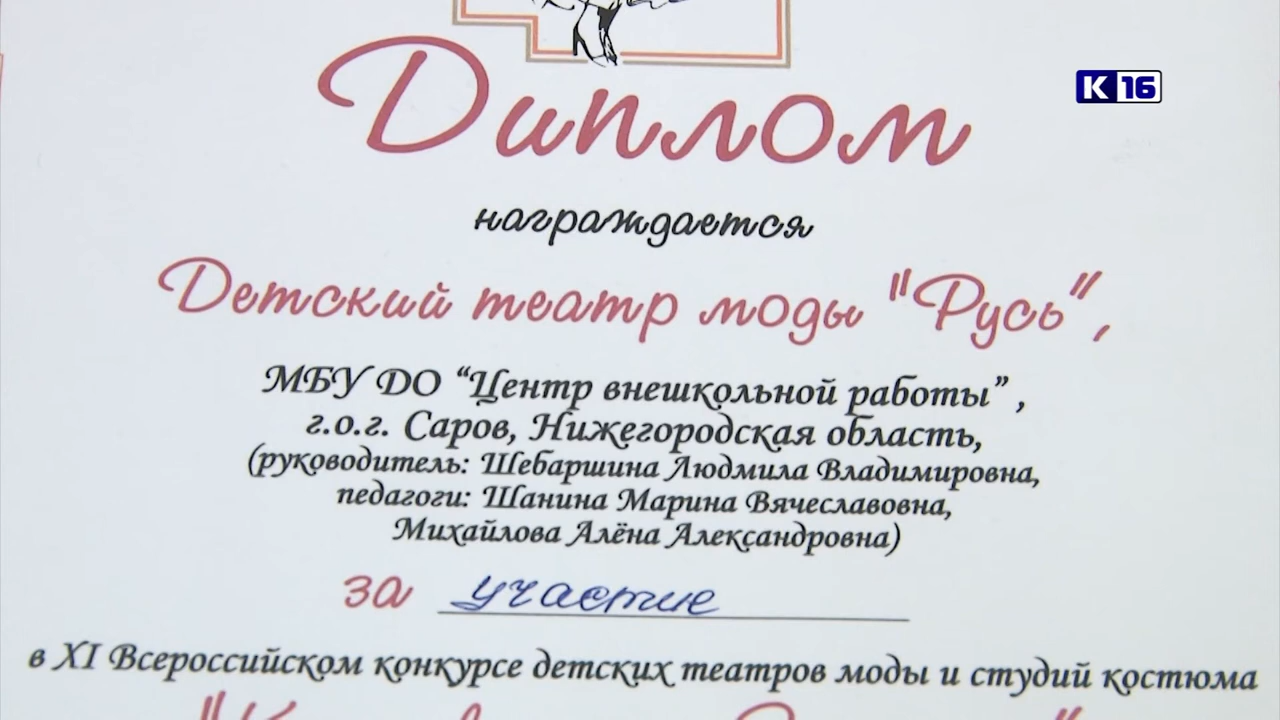 К 16
Диплом
награждается
Детский театр моды "Русь",
МБУ ДО “Центр внешкольной работы” ,
г.о.г. Саров, Нижегородская область,
(руководитель: Шебаршина Людмила Владимировна,
педагоги: Шанина Марина Вячеславовна,
Михайлова Алёна Александровна)
за участие
в XI Всероссийском конкурсе детских театров моды и студий костюма